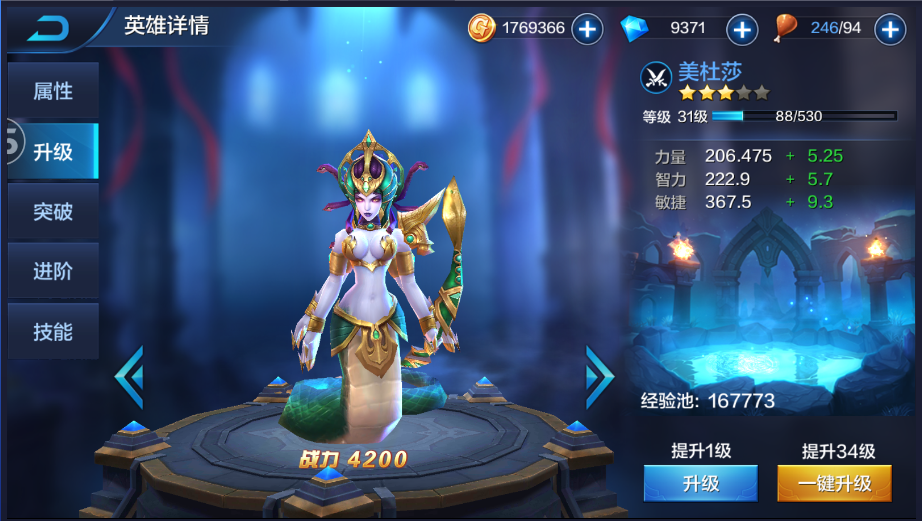 英雄详情
1769366
9371
246/94
属性
升级
突破
进阶
技能
美杜莎
等级 31级 88/530
力量 206.475 + 5.25
智力 222.9 + 5.7
敏捷 367.5 + 9.3
经验池: 167773
战力 4200
提升1级
提升34级
升级
一键升级